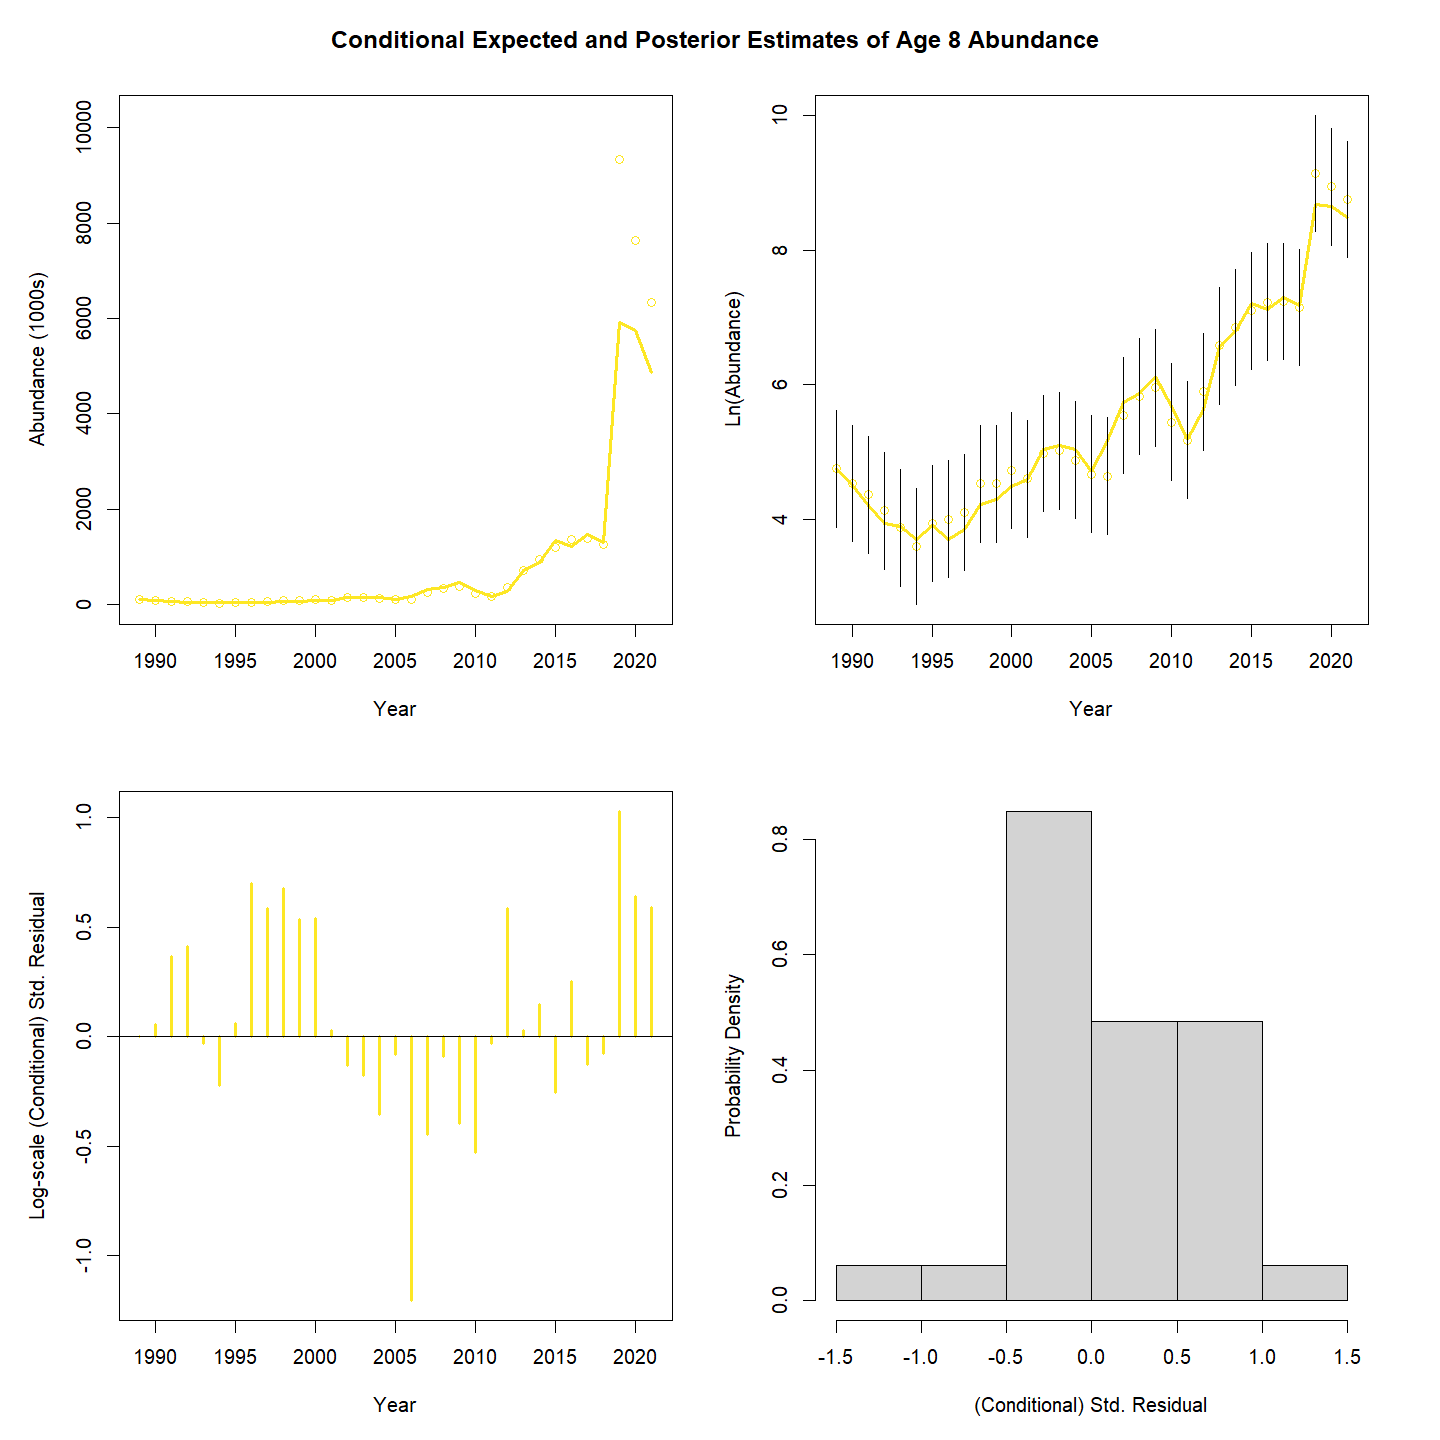 Conditional Expected and Posterior Estimates of Age 8 Abundance
Abundance (1000s)
0 2000 4000 6000 8000 10000
1990 1995 2000 2005 2010 2015 2020
Year
Ln(Abundance)
4 6 8 10
1990 1995 2000 2005 2010 2015 2020
Year
Log-scale (Conditional) Std. Residual
-1.0 -0.5 0.0 0.5 1.0
1990 1995 2000 2005 2010 2015 2020
Year
Probability Density
0.0 0.2 0.4 0.6 0.8
-1.5 -1.0 -0.5 0.0 0.5 1.0 1.5
(Conditional) Std. Residual